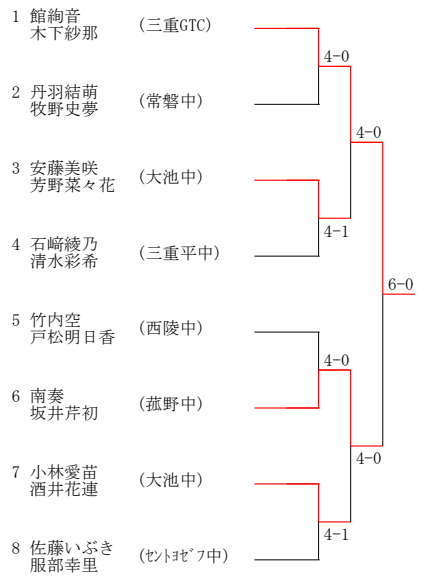 1 館絢音
木下紗那
(三重GTC)
4-0
2 丹羽結萌
牧野史夢
(常磐中)
4-0
3 安藤美咲
芳野菜々花
(大池中)
4-1
4 石﨑綾乃
清水彩希
(三重平中)
6-0
5 竹内空
戸松明日香
(西陵中)
4-0
6 南奏
坂井芹初
(菰野中)
4-0
7 小林愛苗
酒井花連
(大池中)
4-1
8 佐藤いぶき
服部幸里
(セントヨゼフ中)